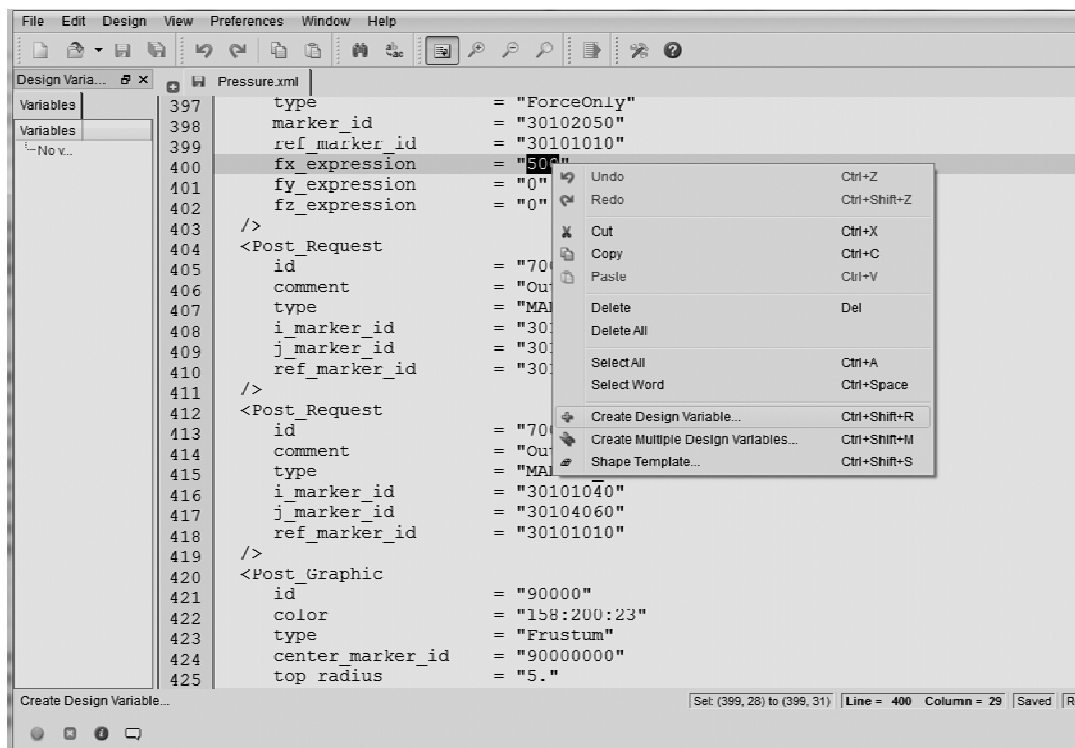 File Edit Design View Preferences Window Help
Design Varia...
Pressure.xml
Variables
Variables
No v...
397 type = "ForceOnly"
398 marker_id = "30102050"
399 ref_marker_id = "30101010"
400 fx_expression = "500"
401 fy_expression = "0"
402 fz_expression = "0"
403 />
404 <Post_Request
405 id = "700
406 comment = "Out
407 type = "MAR
408 i_marker_id = "301
409 j_marker_id = "301
410 ref_marker_id = "301
411 />
412 <Post_Request
413 id = "700
414 comment = "Out
415 type = "MA
416 i_marker_id = "30101040"
417 j_marker_id = "30104060"
418 ref_marker_id = "30101010"
419 />
420 <Post_Graphic
421 id = "90000"
422 color = "158:200:23"
423 type = "Frustum"
424 center_marker_id = "90000000"
425 top radius = "5."
Undo Ctrl+Z
Redo Ctrl+Shift+Z
Cut Ctrl+X
Copy Ctrl+C
Paste Ctrl+V
Delete Del
Delete All
Select All Ctrl+A
Select Word Ctrl+Space
Create Design Variable... Ctrl+Shift+R
Create Multiple Design Variables... Ctrl+Shift+M
Shape Template... Ctrl+Shift+S
Create Design Variable...
Sel: (399, 28) to (399, 31) Line = 400 Column = 29 Saved R